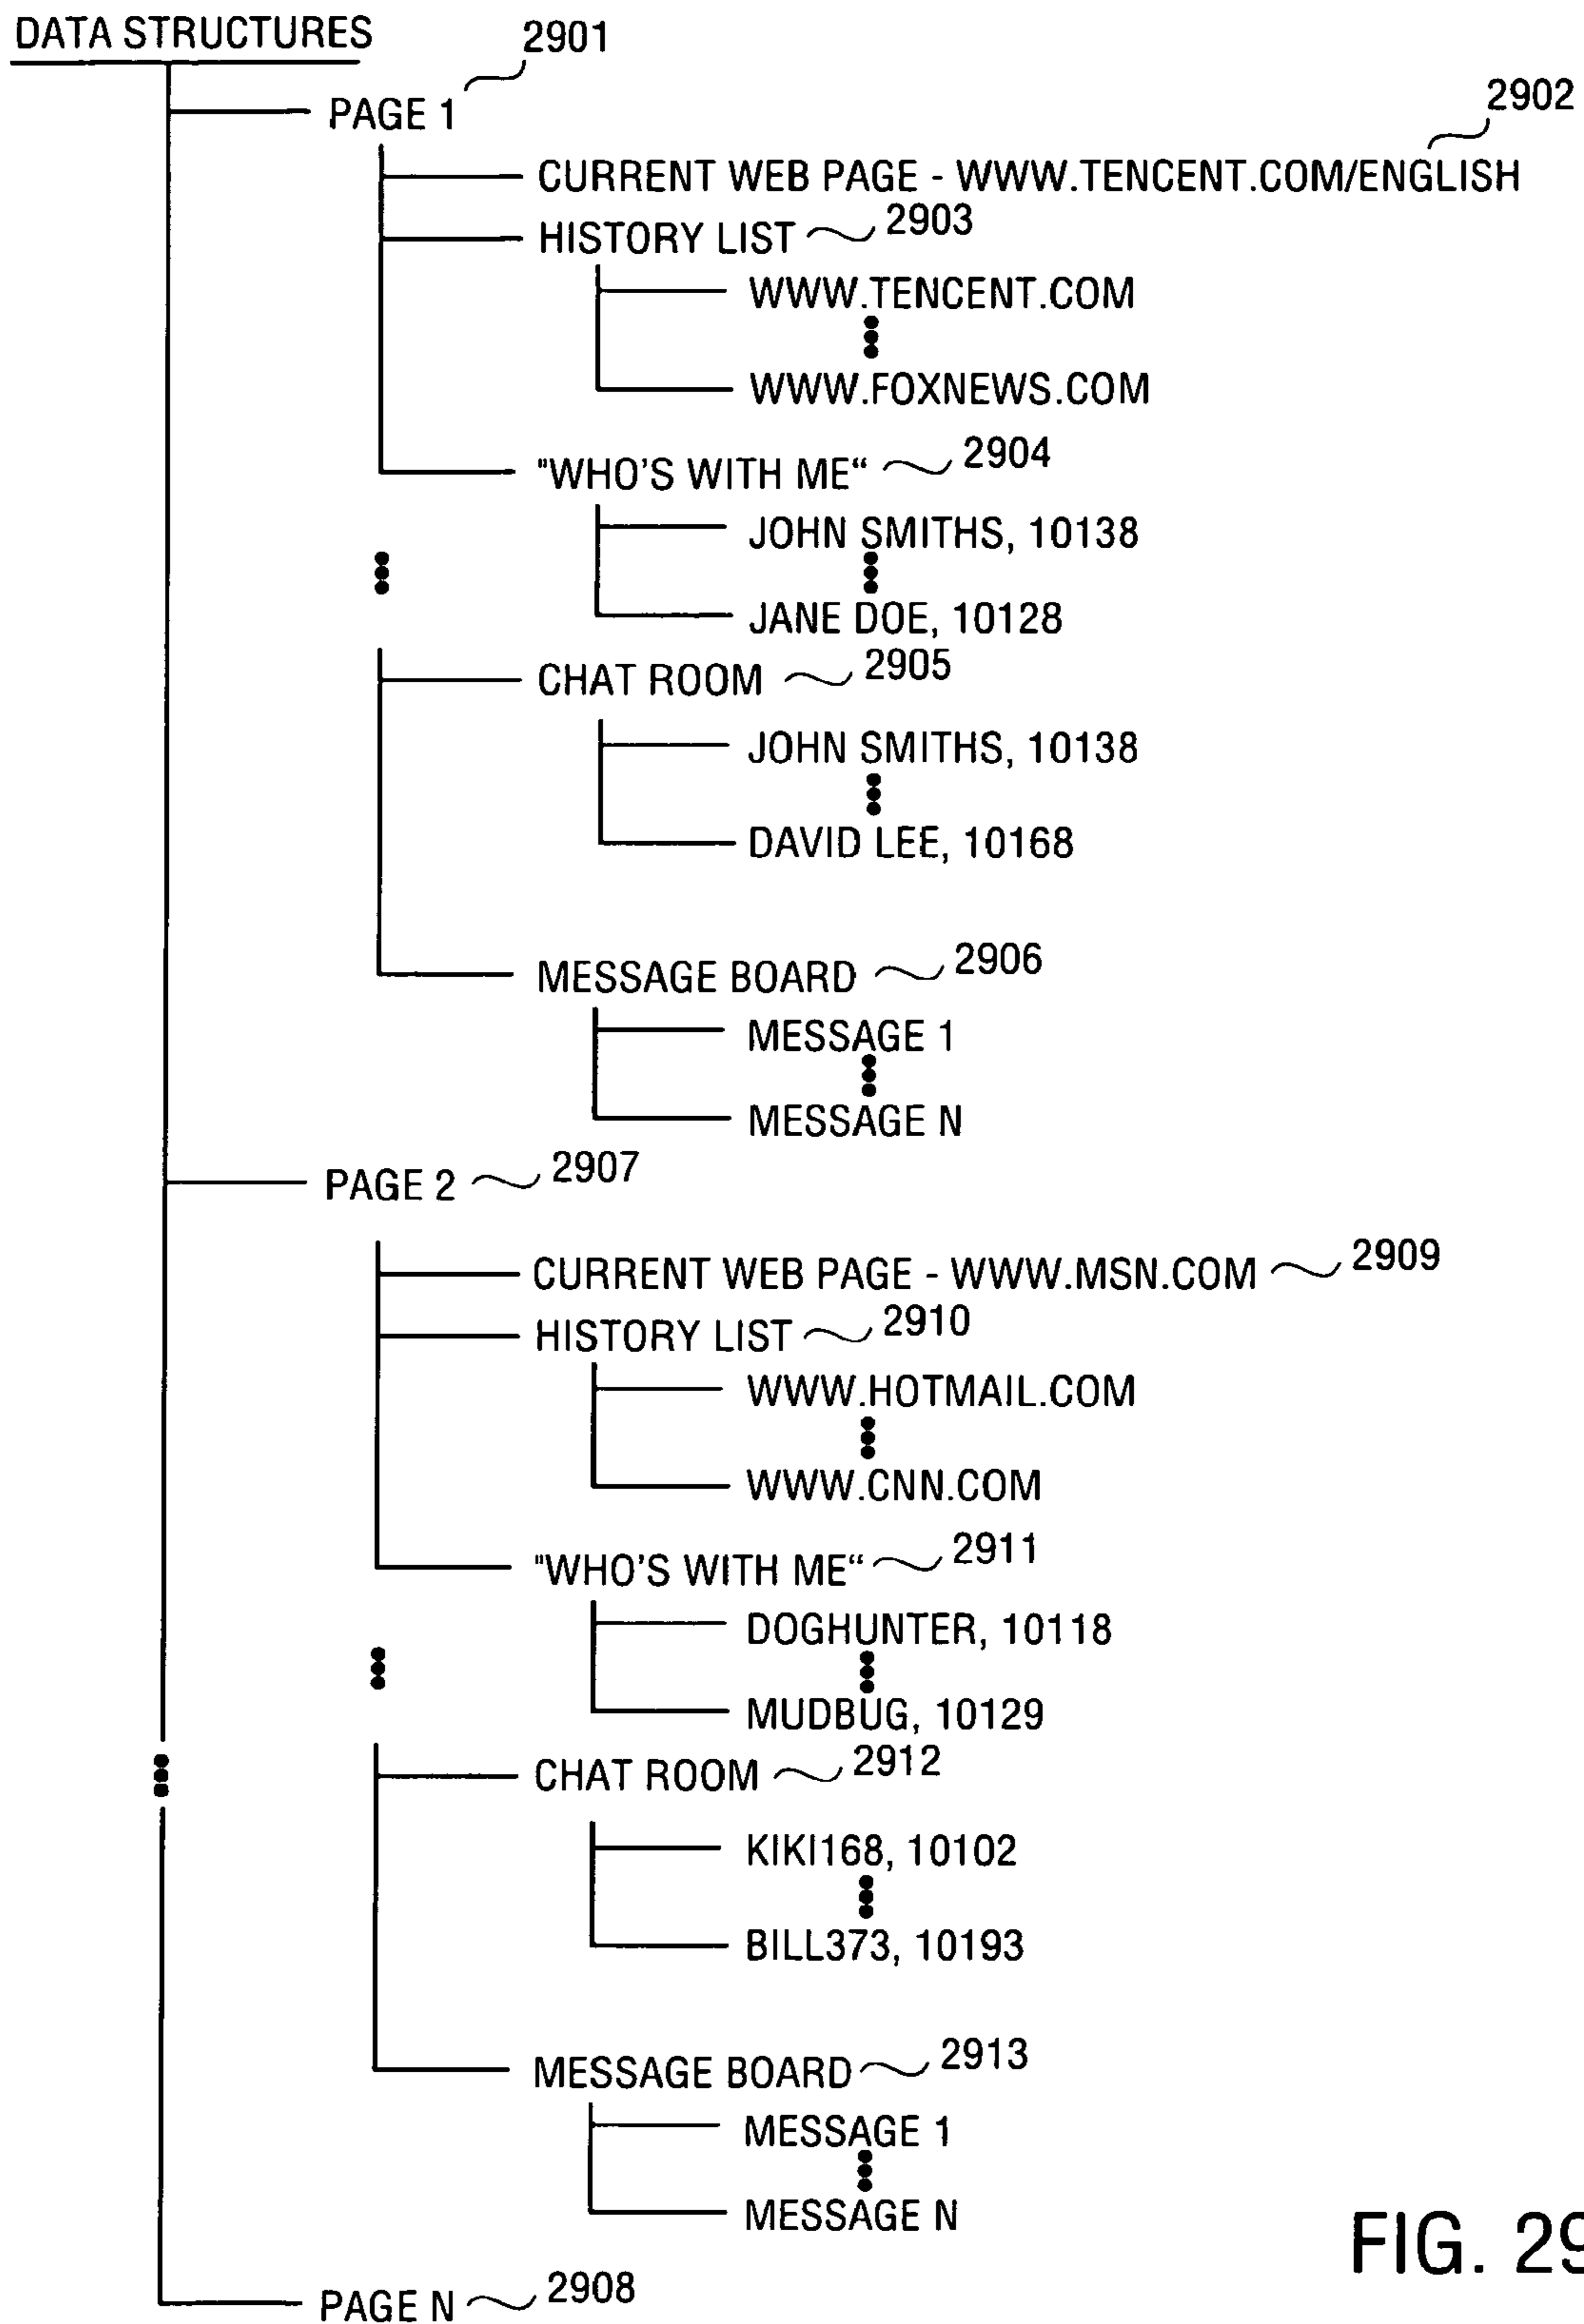 DATA STRUCTURES
2901
PAGE 1
2902
CURRENT WEB PAGE - WWW.TENCENT.COM/ENGLISH
HISTORY LIST 2903
WWW.TENCENT.COM
WWW.FOXNEWS.COM
"WHO'S WITH ME“ 2904
JOHN SMITHS, 10138
JANE DOE, 10128
CHAT ROOM 2905
JOHN SMITHS, 10138
DAVID LEE, 10168
MESSAGE BOARD 2906
MESSAGE 1
MESSAGE N
PAGE 2 2907
CURRENT WEB PAGE - WWW.MSN.COM 2909
HISTORY LIST 2910
WWW.HOTMAIL.COM
WWW.CNN.COM
"WHO'S WITH ME“ 2911
DOGHUNTER, 10118
MUDBUG, 10129
CHAT ROOM 2912
KIKI168, 10102
BILL373, 10193
MESSAGE BOARD 2913
MESSAGE 1
MESSAGE N
FIG. 29
PAGE N 2908